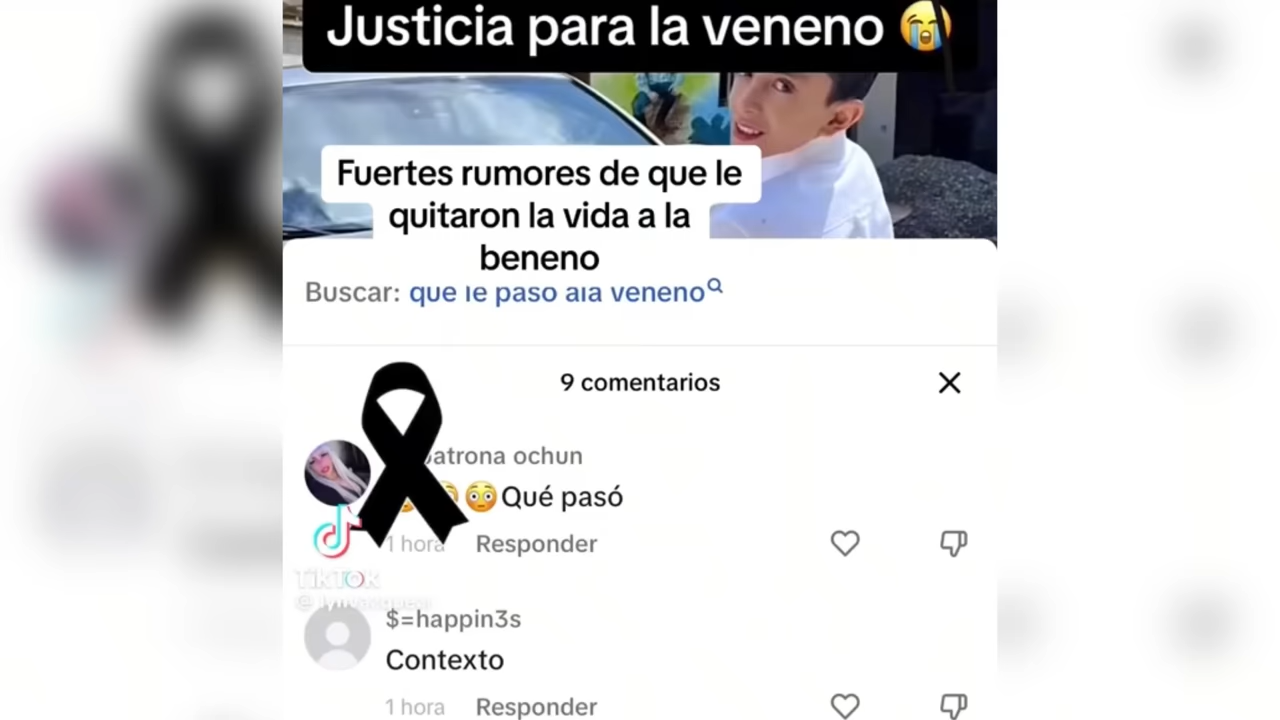 Justicia para la veneno 😭
Fuertes rumores de que le
quitaron la vida a la
beneno
Buscar: que le paso ala veneno
9 comentarios
atrona ochun
😳Qué pasó
1 hora Responder
TikTok
$=happin3s
Contexto
1 hora Responder